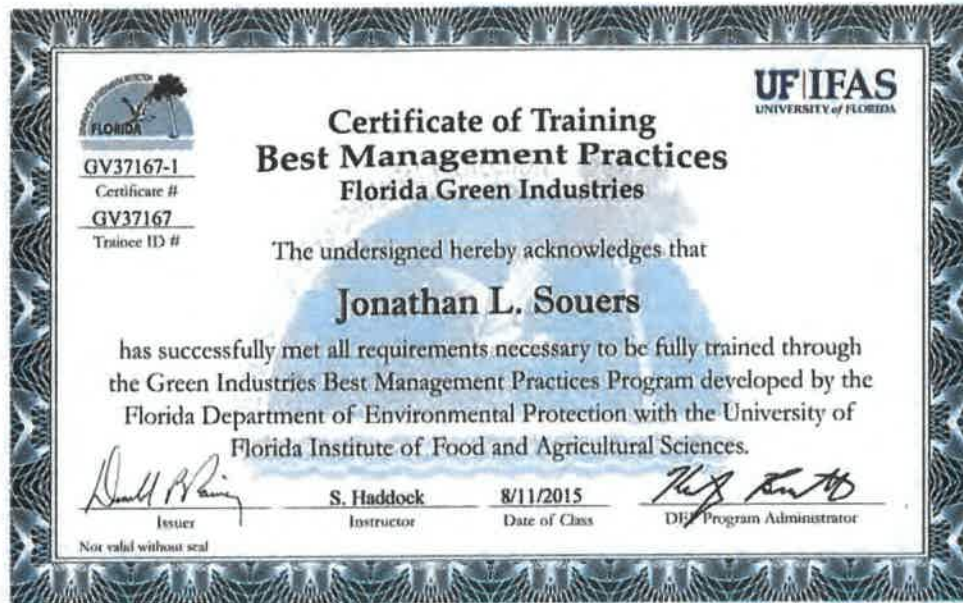 FLORIDA
UF|IFAS
UNIVERSITY of FLORIDA
GV37167-1
Certificate #
GV37167
Trainee ID #
Certificate of Training
Best Management Practices
Florida Green Industries
The undersigned hereby acknowledges that
Jonathan L. Souers
has successfully met all requirements necessary to be fully trained through
the Green Industries Best Management Practices Program developed by the
Florida Department of Environmental Protection with the University of
Florida Institute of Food and Agricultural Sciences.
Issuer
S. Haddock
Instructor
8/11/2015
Date of Class
DEP Program Administrator
Not valid without seal